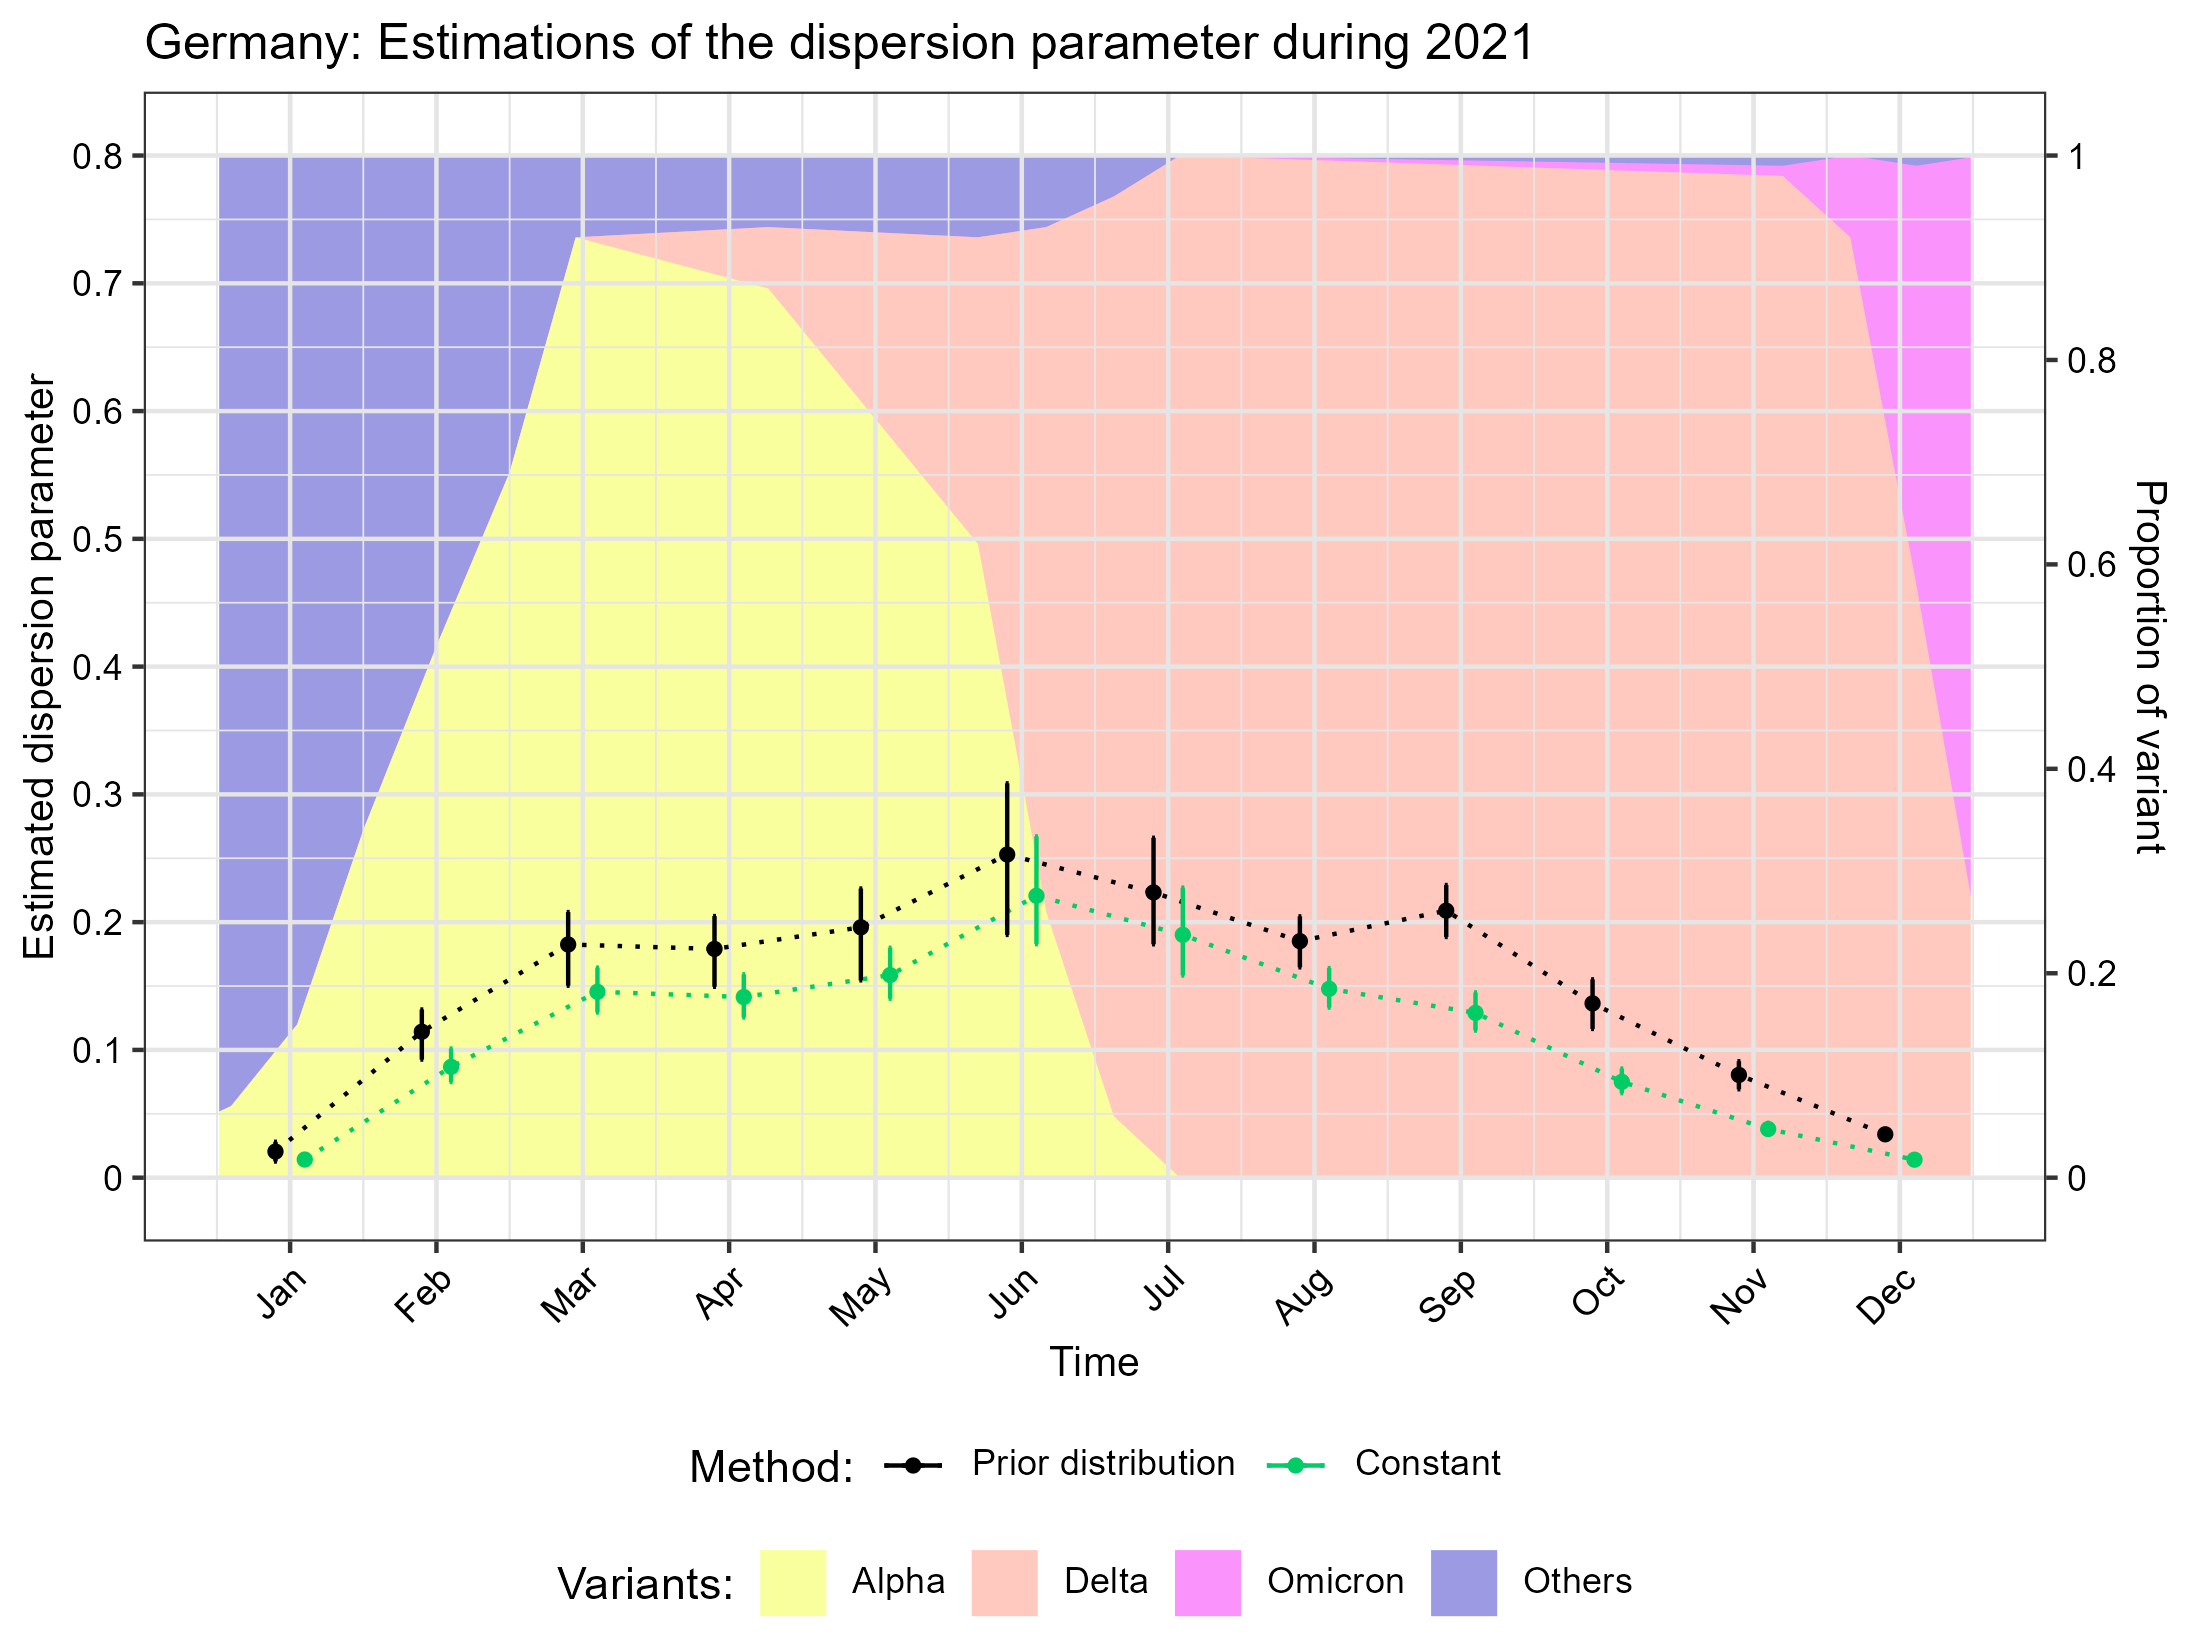 Germany: Estimations of the dispersion parameter during 2021
Estimated dispersion parameter
0.8
0.7
0.6
0.5
0.4
0.3
0.2
0.1
0
1
0.8
0.6
0.4
0.2
0
Proportion of variant
Jan
Feb
Mar
Apr
May
Jun
Jul
Aug
Sep
Oct
Nov
Dec
Time
Method: Prior distribution Constant
Variants: Alpha Delta Omicron Others